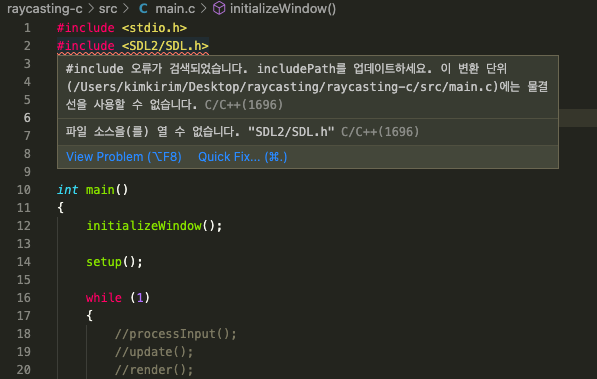 raycasting-c > src > C main.c > initializeWindow()
1 #include <stdio.h>
2 #include <SDL2/SDL.h>
3
#include 오류가 검색되었습니다. includePath를 업데이트하세요. 이 변환 단위
4
(/Users/kimkirim/Desktop/raycasting/raycasting-c/src/main.c)에는 물결
5
선을 사용할 수 없습니다. C/C++(1696)
6
7 파일 소스을(를) 열 수 없습니다. "SDL2/SDL.h" C/C++(1696)
8 View Problem (⌥F8) Quick Fix... (⌘.)
9
10 int main()
11 {
12 initializeWindow();
13
14 setup();
15
16 while (1)
17 {
18 //processInput();
19 //update();
20 //render();